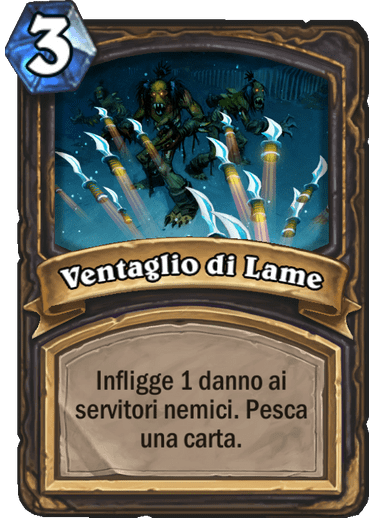 3
Ventaglio di Lame
Infligge 1 danno ai
servitori nemici. Pesca
una carta.